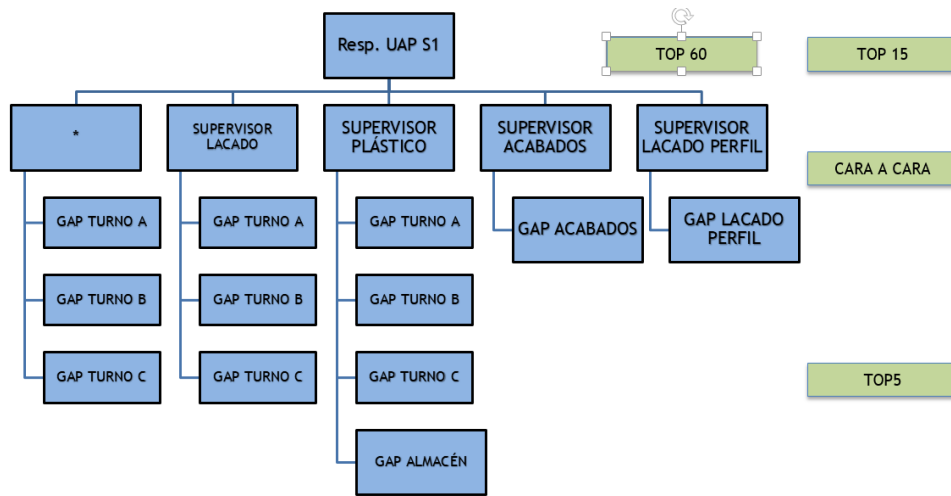 Resp. UAP S1
TOP 60
TOP 15
*
SUPERVISOR
LACADO
SUPERVISOR
PLÁSTICO
SUPERVISOR
ACABADOS
SUPERVISOR
LACADO PERFIL
CARA A CARA
GAP TURNO A
GAP TURNO A
GAP TURNO A
GAP ACABADOS
GAP LACADO
PERFIL
GAP TURNO B
GAP TURNO B
GAP TURNO B
GAP TURNO C
GAP TURNO C
GAP TURNO C
TOP5
GAP ALMACÉN